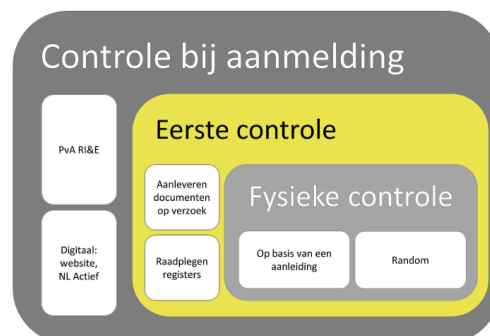 Controle bij aanmelding
PvA RI&E
Digitaal:
website,
NL Actief
Eerste controle
Aanleveren
documenten
op verzoek
Raadplegen
registers
Fysieke controle
Op basis van een
aanleiding
Random